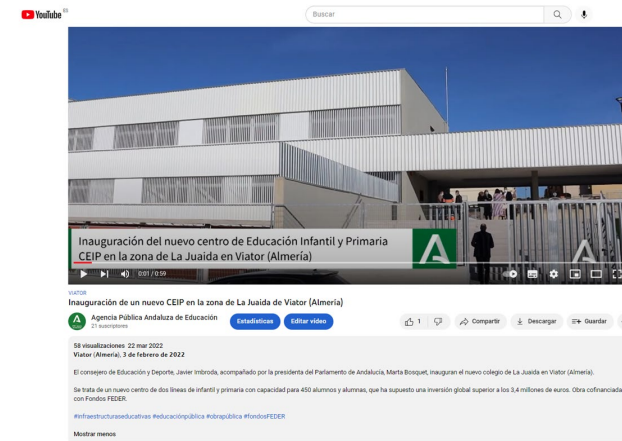 YouTube ES
Buscar
Inauguración del nuevo centro de Educación Infantil y Primaria
CEIP en la zona de La Juaida en Viator (Almería)
0:01 / 0:59
VIATOR
Inauguración de un nuevo CEIP en la zona de La Juaida de Viator (Almeria)
Agencia Pública Andaluza de Educación
21 suscriptores
Estadísticas
Editar vídeo
1
Compartir
Descargar
Guardar
58 visualizaciones 22 mar 2022
Viator (Almería), 3 de febrero de 2022
El consejero de Educación y Deporte, Javier Imbroda, acompañado por la presidenta del Parlamento de Andalucía, Marta Bosquet, inauguran el nuevo colegio de La Juaida en Viator (Almería).
Se trata de un nuevo centro de dos líneas de infantil y primaria con capacidad para 450 alumnos y alumnas, que ha supuesto una inversión global superior a los 3,4 millones de euros. Obra cofinanciada
con Fondos FEDER.
#infraestructuraseducativas #educaciónpública #obrapública #fondosFEDER
Mostrar menos